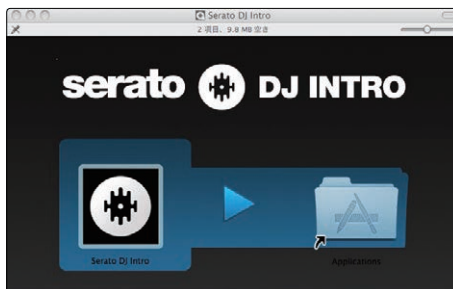 Serato DJ Intro
2 項目、9.8 MB 空き
serato DJ INTRO
Serato DJ Intro
Applications